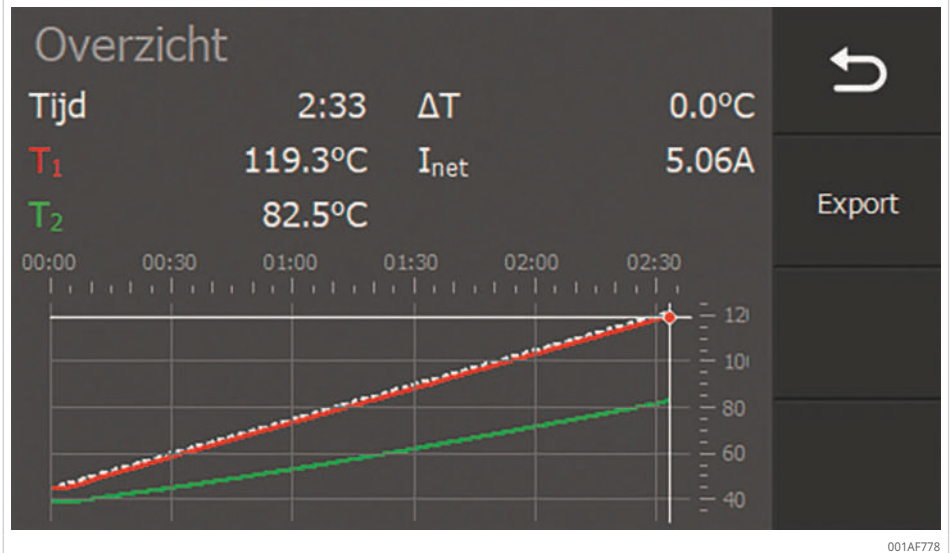 Overzicht
Tijd 2:33 ΔT 0.0°C
T₁ 119.3°C Inet 5.06A
T₂ 82.5°C
Export
00:00 00:30 01:00 01:30 02:00 02:30
80
60
40
001AF778